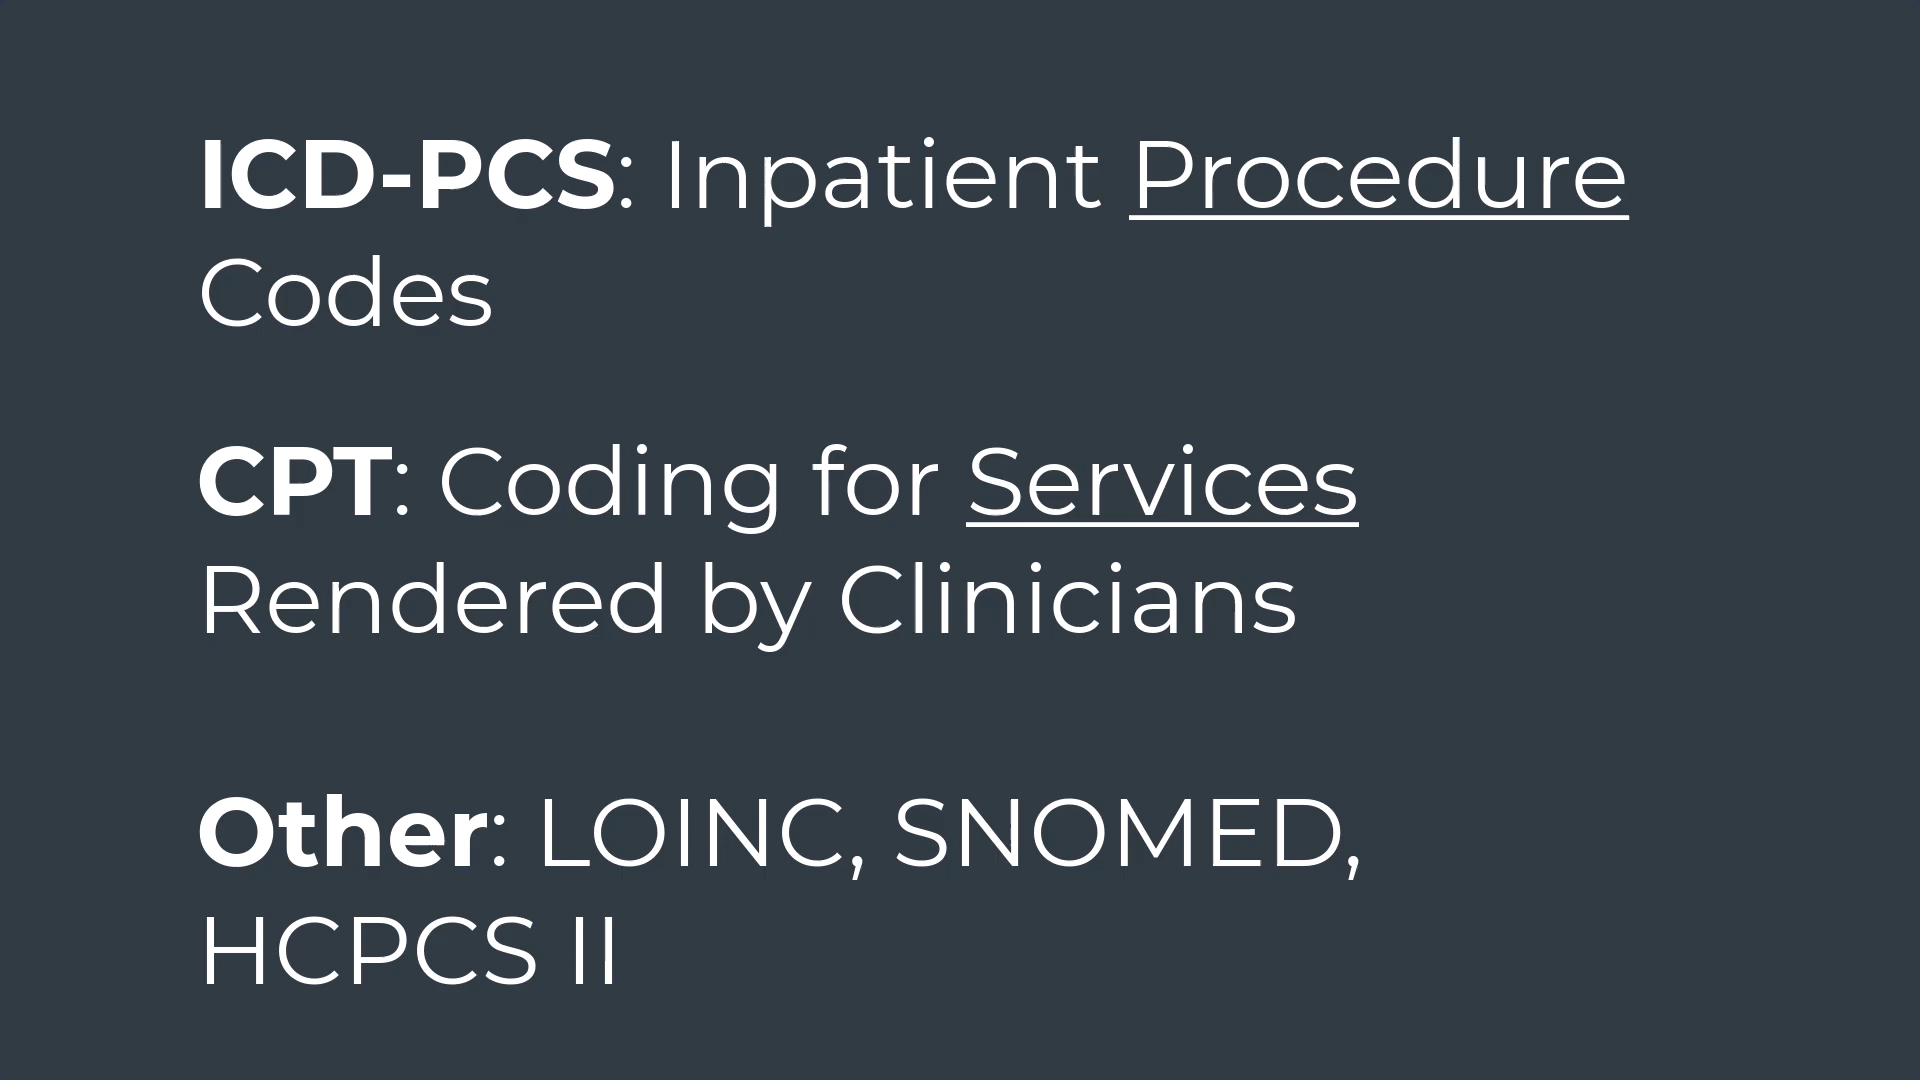 ICD-PCS: Inpatient Procedure
Codes
CPT: Coding for Services
Rendered by Clinicians
Other: LOINC, SNOMED,
HCPCS II